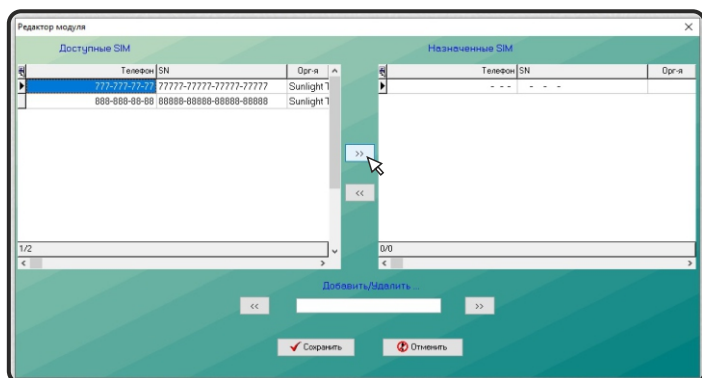 Редактор модуля
Доступные SIM
Назначенные SIM
Телефон SN Орг-я
Телефон SN Орг-я
777-777-77-77 77777-77777-77777-77777 Sunlight T
- - - - - -
888-888-88-88 88888-88888-88888-88888 Sunlight T
>>
<<
1/2
0/0
Добавить/Удалить ...
<< >>
Сохранить Отменить